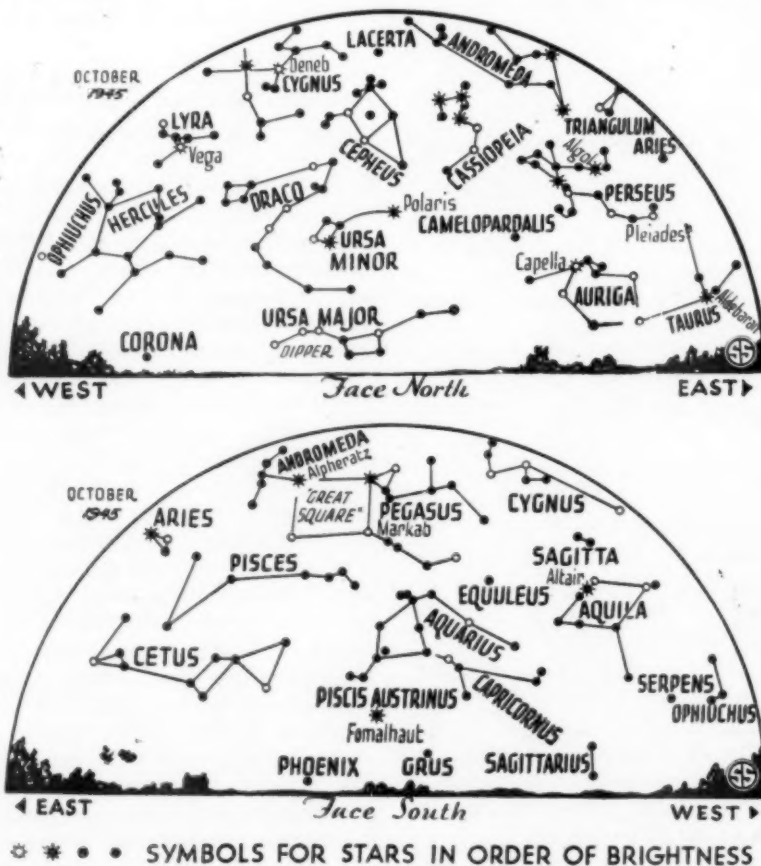 LACERTA
ANDROMEDA
OCTOBER
1945
Deneb
CYGNUS
LYRA
Vega
CEPHEUS
CASSIOPEIA
TRIANGULUM
ARIES
Algol
PERSEUS
Pleiades
OPHIUCHUS
HERCULES
DRACO
Polaris
URSA
MINOR
CAMELOPARDALIS
Capella
AURIGA
TAURUS
Aldebaran
CORONA
URSA MAJOR
DIPPER
SS
WEST
Face North
EAST
ANDROMEDA
Alpheratz
OCTOBER
1945
ARIES
"GREAT
SQUARE"
PEGASUS
Markab
CYGNUS
PISCES
SAGITTA
Altair
EQUULEUS
AQUILA
AQUARIUS
CETUS
PISCIS AUSTRINUS
CAPRICORNUS
SERPENS
OPHIUCHUS
Fomalhaut
PHOENIX
GRUS
SAGITTARIUS
SS
EAST
Face South
WEST
SYMBOLS FOR STARS IN ORDER OF BRIGHTNESS